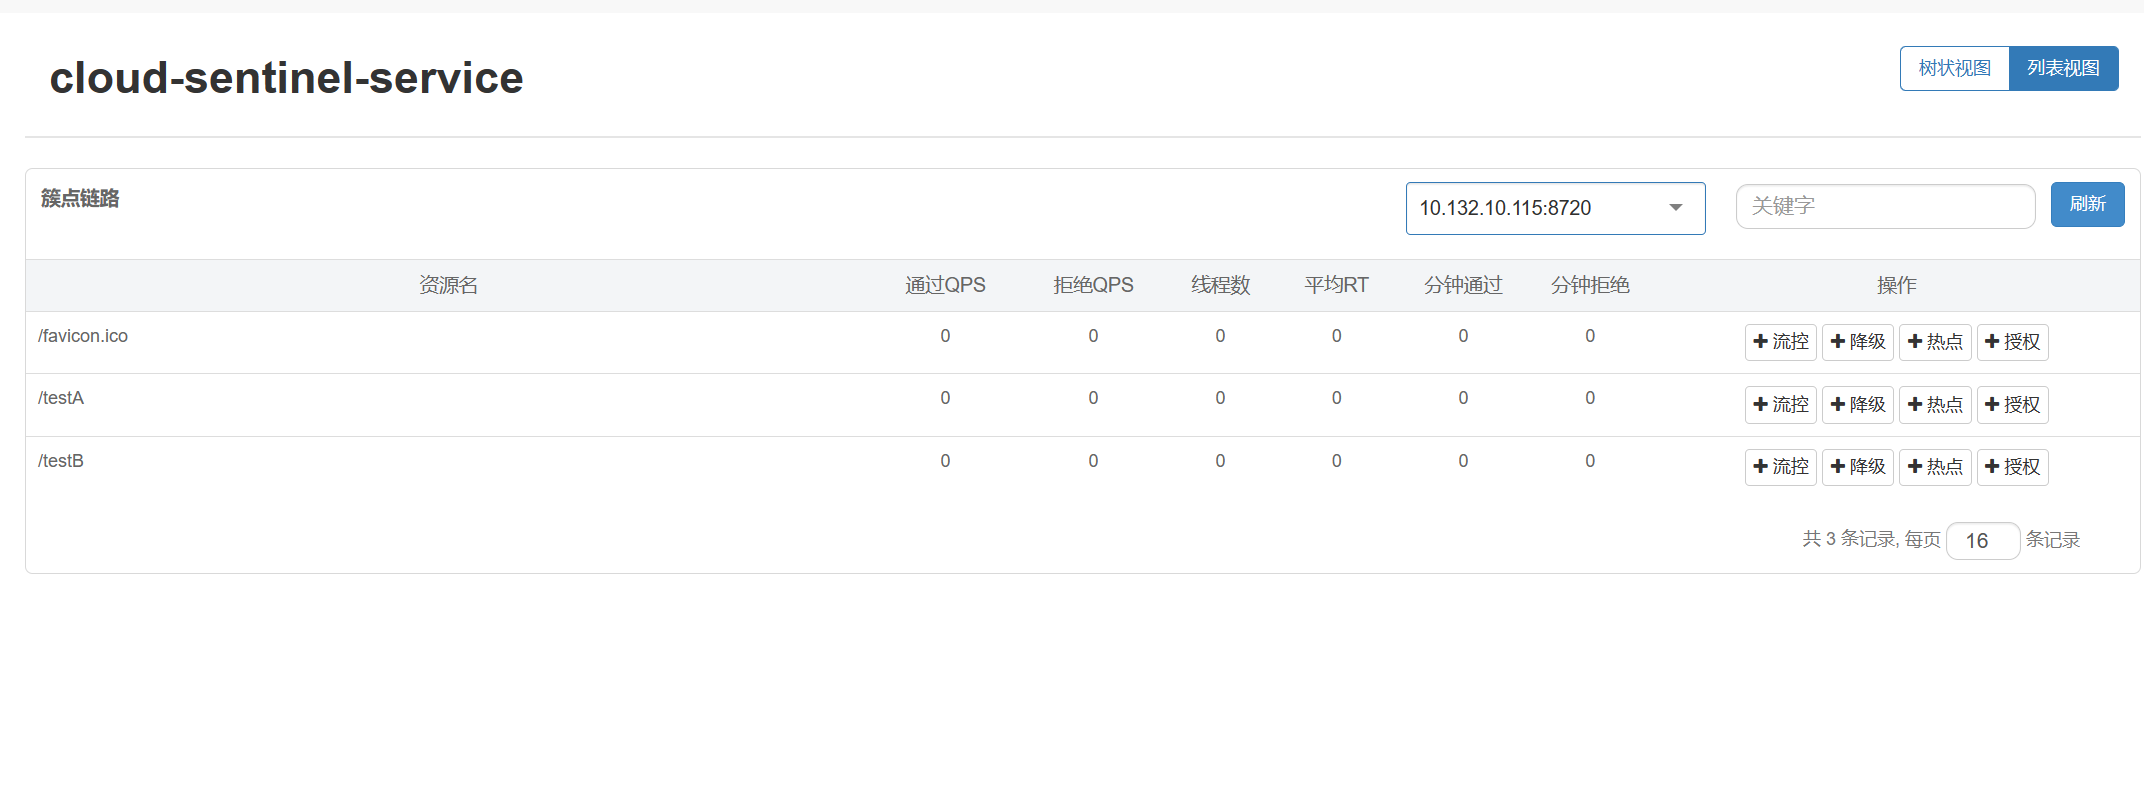 cloud-sentinel-service
树状视图 列表视图
簇点链路 10.132.10.115:8720 关键字 刷新
资源名 通过QPS 拒绝QPS 线程数 平均RT 分钟通过 分钟拒绝 操作
/favicon.ico 0 0 0 0 0 0 流控 降级 热点 授权
/testA 0 0 0 0 0 0 流控 降级 热点 授权
/testB 0 0 0 0 0 0 流控 降级 热点 授权
共 3 条记录, 每页 16 条记录